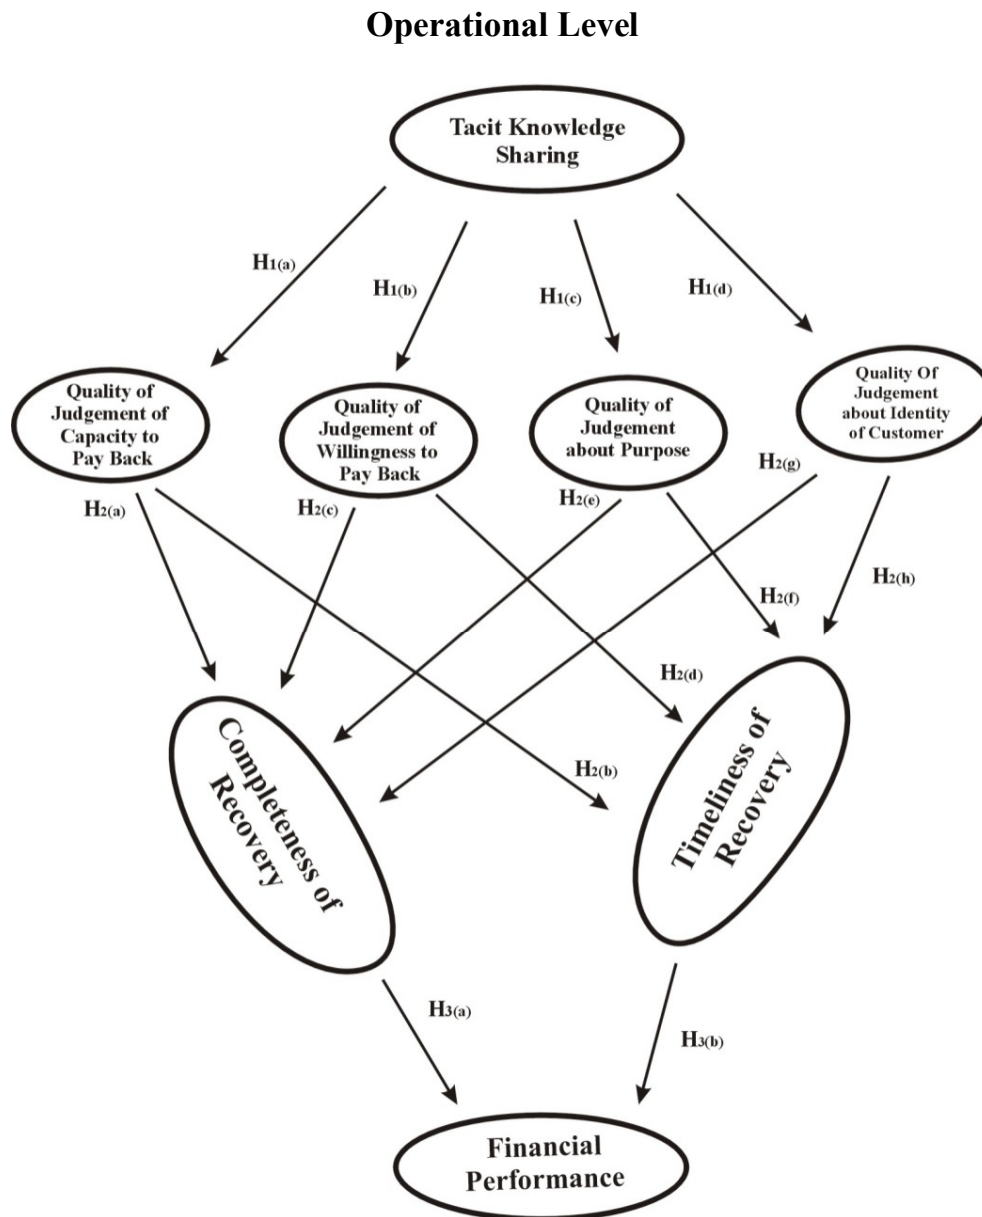 Operational Level
Tacit Knowledge
Sharing
H1(a)
H1(b)
H1(c)
H1(d)
Quality of
Judgement of
Capacity to
Pay Back
Quality of
Judgement of
Willingness to
Pay Back
Quality of
Judgement
about Purpose
Quality Of
Judgement
about Identity
of Customer
H2(a)
H2(c)
H2(e)
H2(g)
H2(f)
H2(h)
H2(d)
H2(b)
Completeness of
Recovery
Timeliness of
Recovery
H3(a)
H3(b)
Financial
Performance